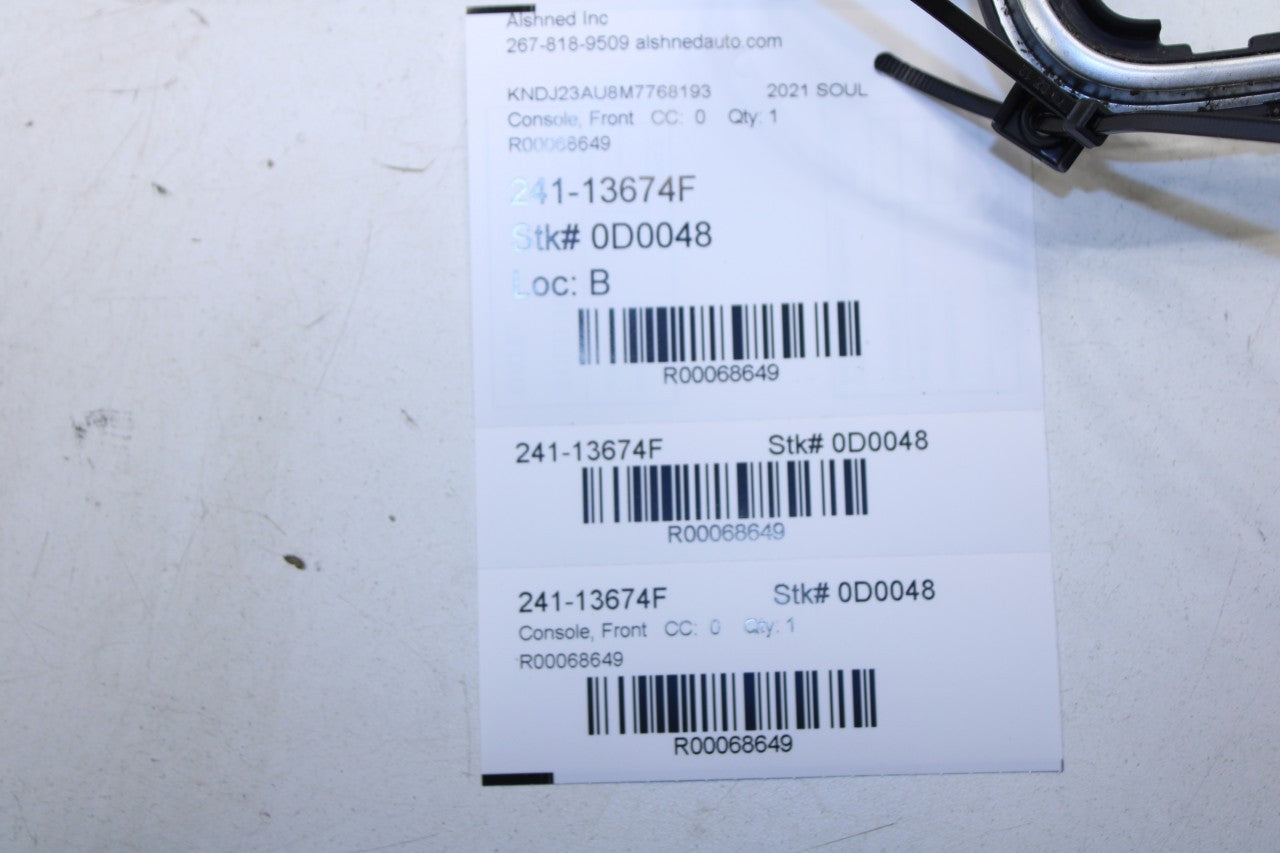 Alshned Inc
267-818-9509 alshnedauto.com
KNDJ23AU8M7768193 2021 SOUL
Console, Front CC: 0 Qty: 1
R00068649
241-13674F
Stk# 0D0048
Loc: B
R00068649
241-13674F Stk# 0D0048
R00068649
241-13674F Stk# 0D0048
Console, Front CC: 0 Qty: 1
R00068649
R00068649